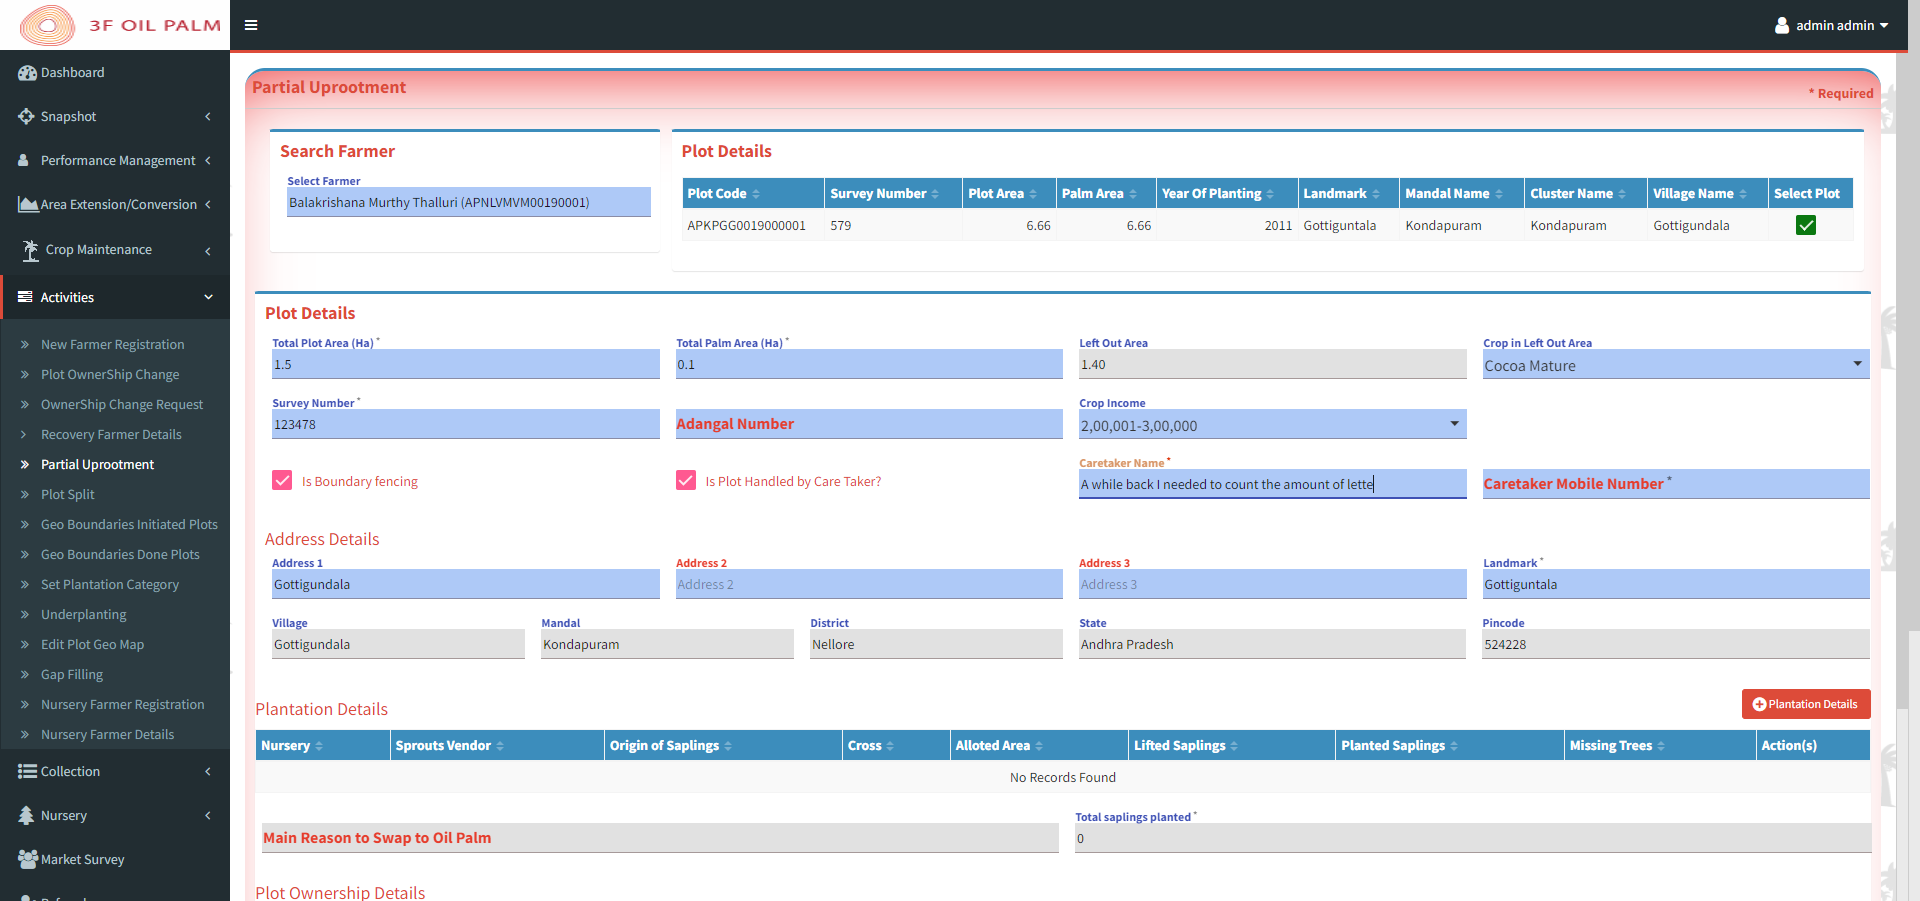 3F OIL PALM
admin admin
Dashboard
Snapshot
Performance Management
Area Extension/Conversion
Crop Maintenance
Activities
New Farmer Registration
Plot OwnerShip Change
OwnerShip Change Request
Recovery Farmer Details
Partial Uprootment
Plot Split
Geo Boundaries Initiated Plots
Geo Boundaries Done Plots
Set Plantation Category
Underplanting
Edit Plot Geo Map
Gap Filling
Nursery Farmer Registration
Nursery Farmer Details
Collection
Nursery
Market Survey
Partial Uprootment
* Required
Search Farmer
Select Farmer
Balakrishana Murthy Thalluri (APNLVMVM00190001)
Plot Details
Plot Code Survey Number Plot Area Palm Area Year Of Planting Landmark Mandal Name Cluster Name Village Name Select Plot
APKPGG0019000001 579 6.66 6.66 2011 Gottiguntala Kondapuram Kondapuram Gottigundala
Plot Details
Total Plot Area (Ha) * Total Palm Area (Ha) * Left Out Area Crop in Left Out Area
1.5 0.1 1.40 Cocoa Mature
Survey Number * Crop Income
123478 Adangal Number 2,00,001-3,00,000
Caretaker Name *
Is Boundary fencing Is Plot Handled by Care Taker? A while back I needed to count the amount of lette Caretaker Mobile Number *
Address Details
Address 1 Address 2 Address 3 Landmark *
Gottigundala Address 2 Address 3 Gottiguntala
Village Mandal District State Pincode
Gottigundala Kondapuram Nellore Andhra Pradesh 524228
Plantation Details
Plantation Details
Nursery Sprouts Vendor Origin of Saplings Cross Alloted Area Lifted Saplings Planted Saplings Missing Trees Action(s)
No Records Found
Total saplings planted *
Main Reason to Swap to Oil Palm 0
Plot Ownership Details